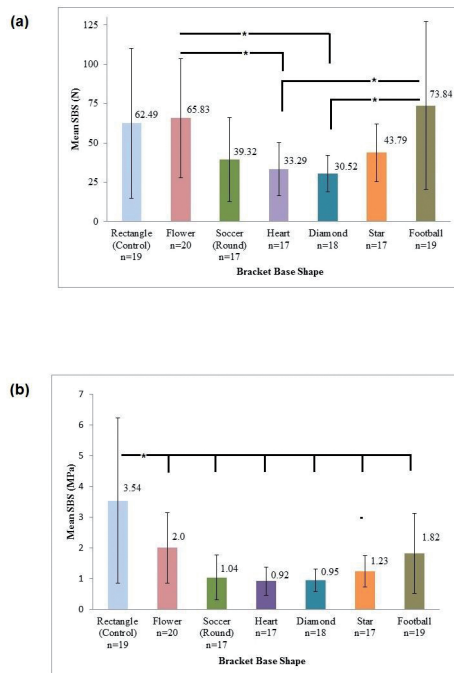 (a)
125
100
75
50
25
0
Mean SBS (N)
62.49
65.83
39.32
33.29
30.52
43.79
73.84
*
*
*
*
Rectangle Flower Soccer Heart Diamond Star Football
(Control) n=20 (Round) n=17 n=18 n=17 n=19
n=19 n=17
Bracket Base Shape
(b)
7
6
5
4
3
2
1
0
Mean SBS (MPa)
*
3.54
2.0
1.04
0.92
0.95
1.23
1.82
Rectangle Flower Soccer Heart Diamond Star Football
(Control) n=20 (Round) n=17 n=18 n=17 n=19
n=19 n=17
Bracket Base Shape